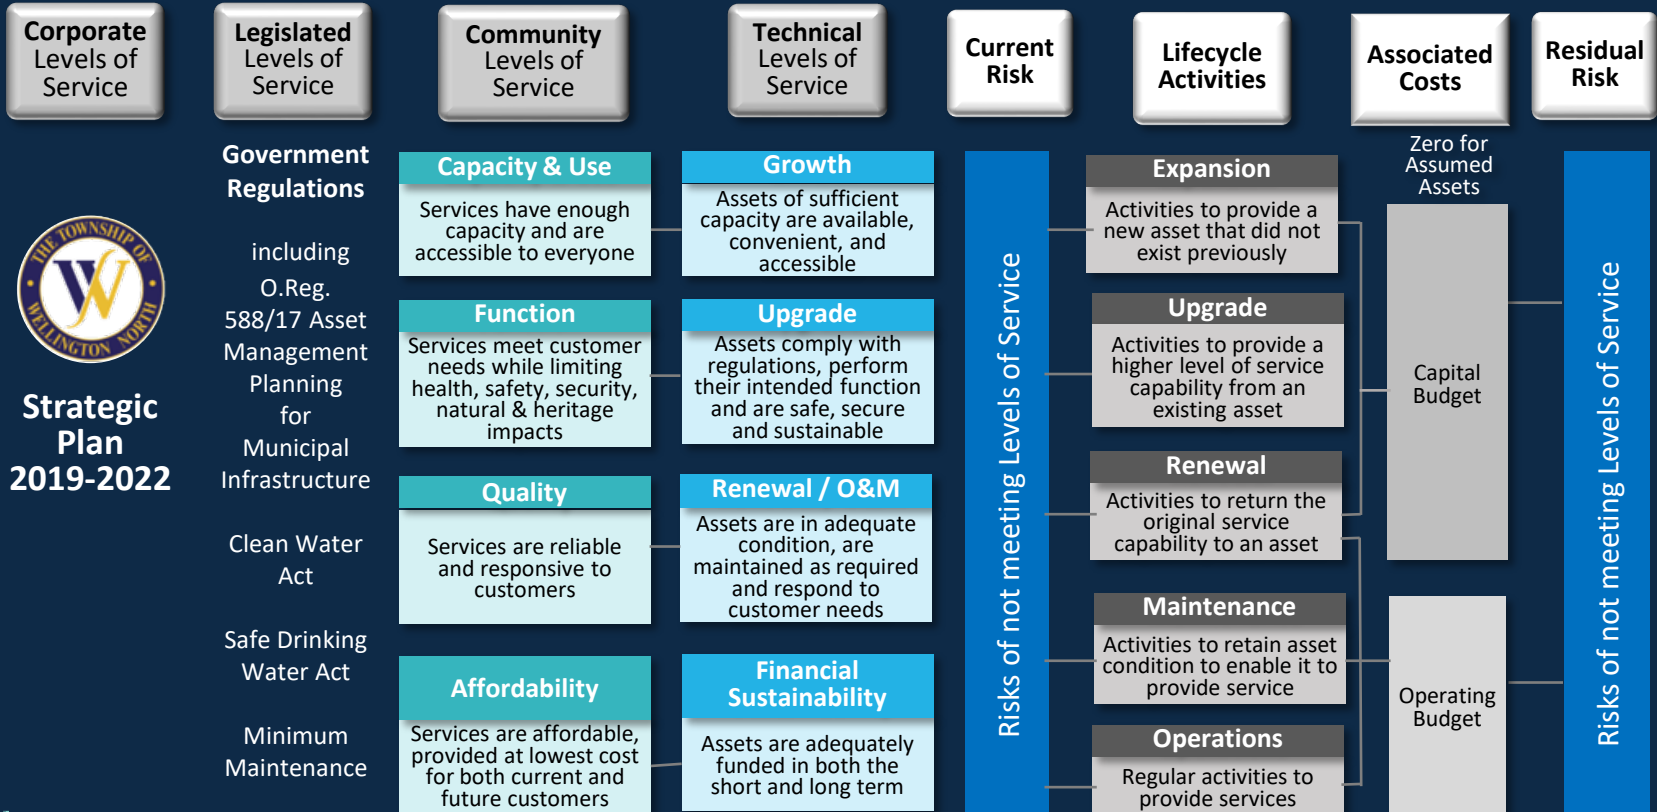 Corporate
Levels of
Service
Legislated
Levels of
Service
Community
Levels of
Service
Technical
Levels of
Service
Current
Risk
Lifecycle
Activities
Associated
Costs
Residual
Risk
THE TOWNSHIP OF
WELLINGTON NORTH
Strategic
Plan
2019-2022
Government
Regulations
including
O.Reg.
588/17 Asset
Management
Planning
for
Municipal
Infrastructure
Clean Water
Act
Safe Drinking
Water Act
Minimum
Maintenance
Capacity & Use
Services have enough
capacity and are
accessible to everyone
Function
Services meet customer
needs while limiting
health, safety, security,
natural & heritage
impacts
Quality
Services are reliable
and responsive to
customers
Affordability
Services are affordable,
provided at lowest cost
for both current and
future customers
Growth
Assets of sufficient
capacity are available,
convenient, and
accessible
Upgrade
Assets comply with
regulations, perform
their intended function
and are safe, secure
and sustainable
Renewal / O&M
Assets are in adequate
condition, are
maintained as required
and respond to
customer needs
Financial
Sustainability
Assets are adequately
funded in both the
short and long term
Risks of not meeting Levels of Service
Expansion
Activities to provide a
new asset that did not
exist previously
Upgrade
Activities to provide a
higher level of service
capability from an
existing asset
Renewal
Activities to return the
original service
capability to an asset
Maintenance
Activities to retain asset
condition to enable it to
provide service
Operations
Regular activities to
provide services
Zero for
Assumed
Assets
Capital
Budget
Operating
Budget
Risks of not meeting Levels of Service